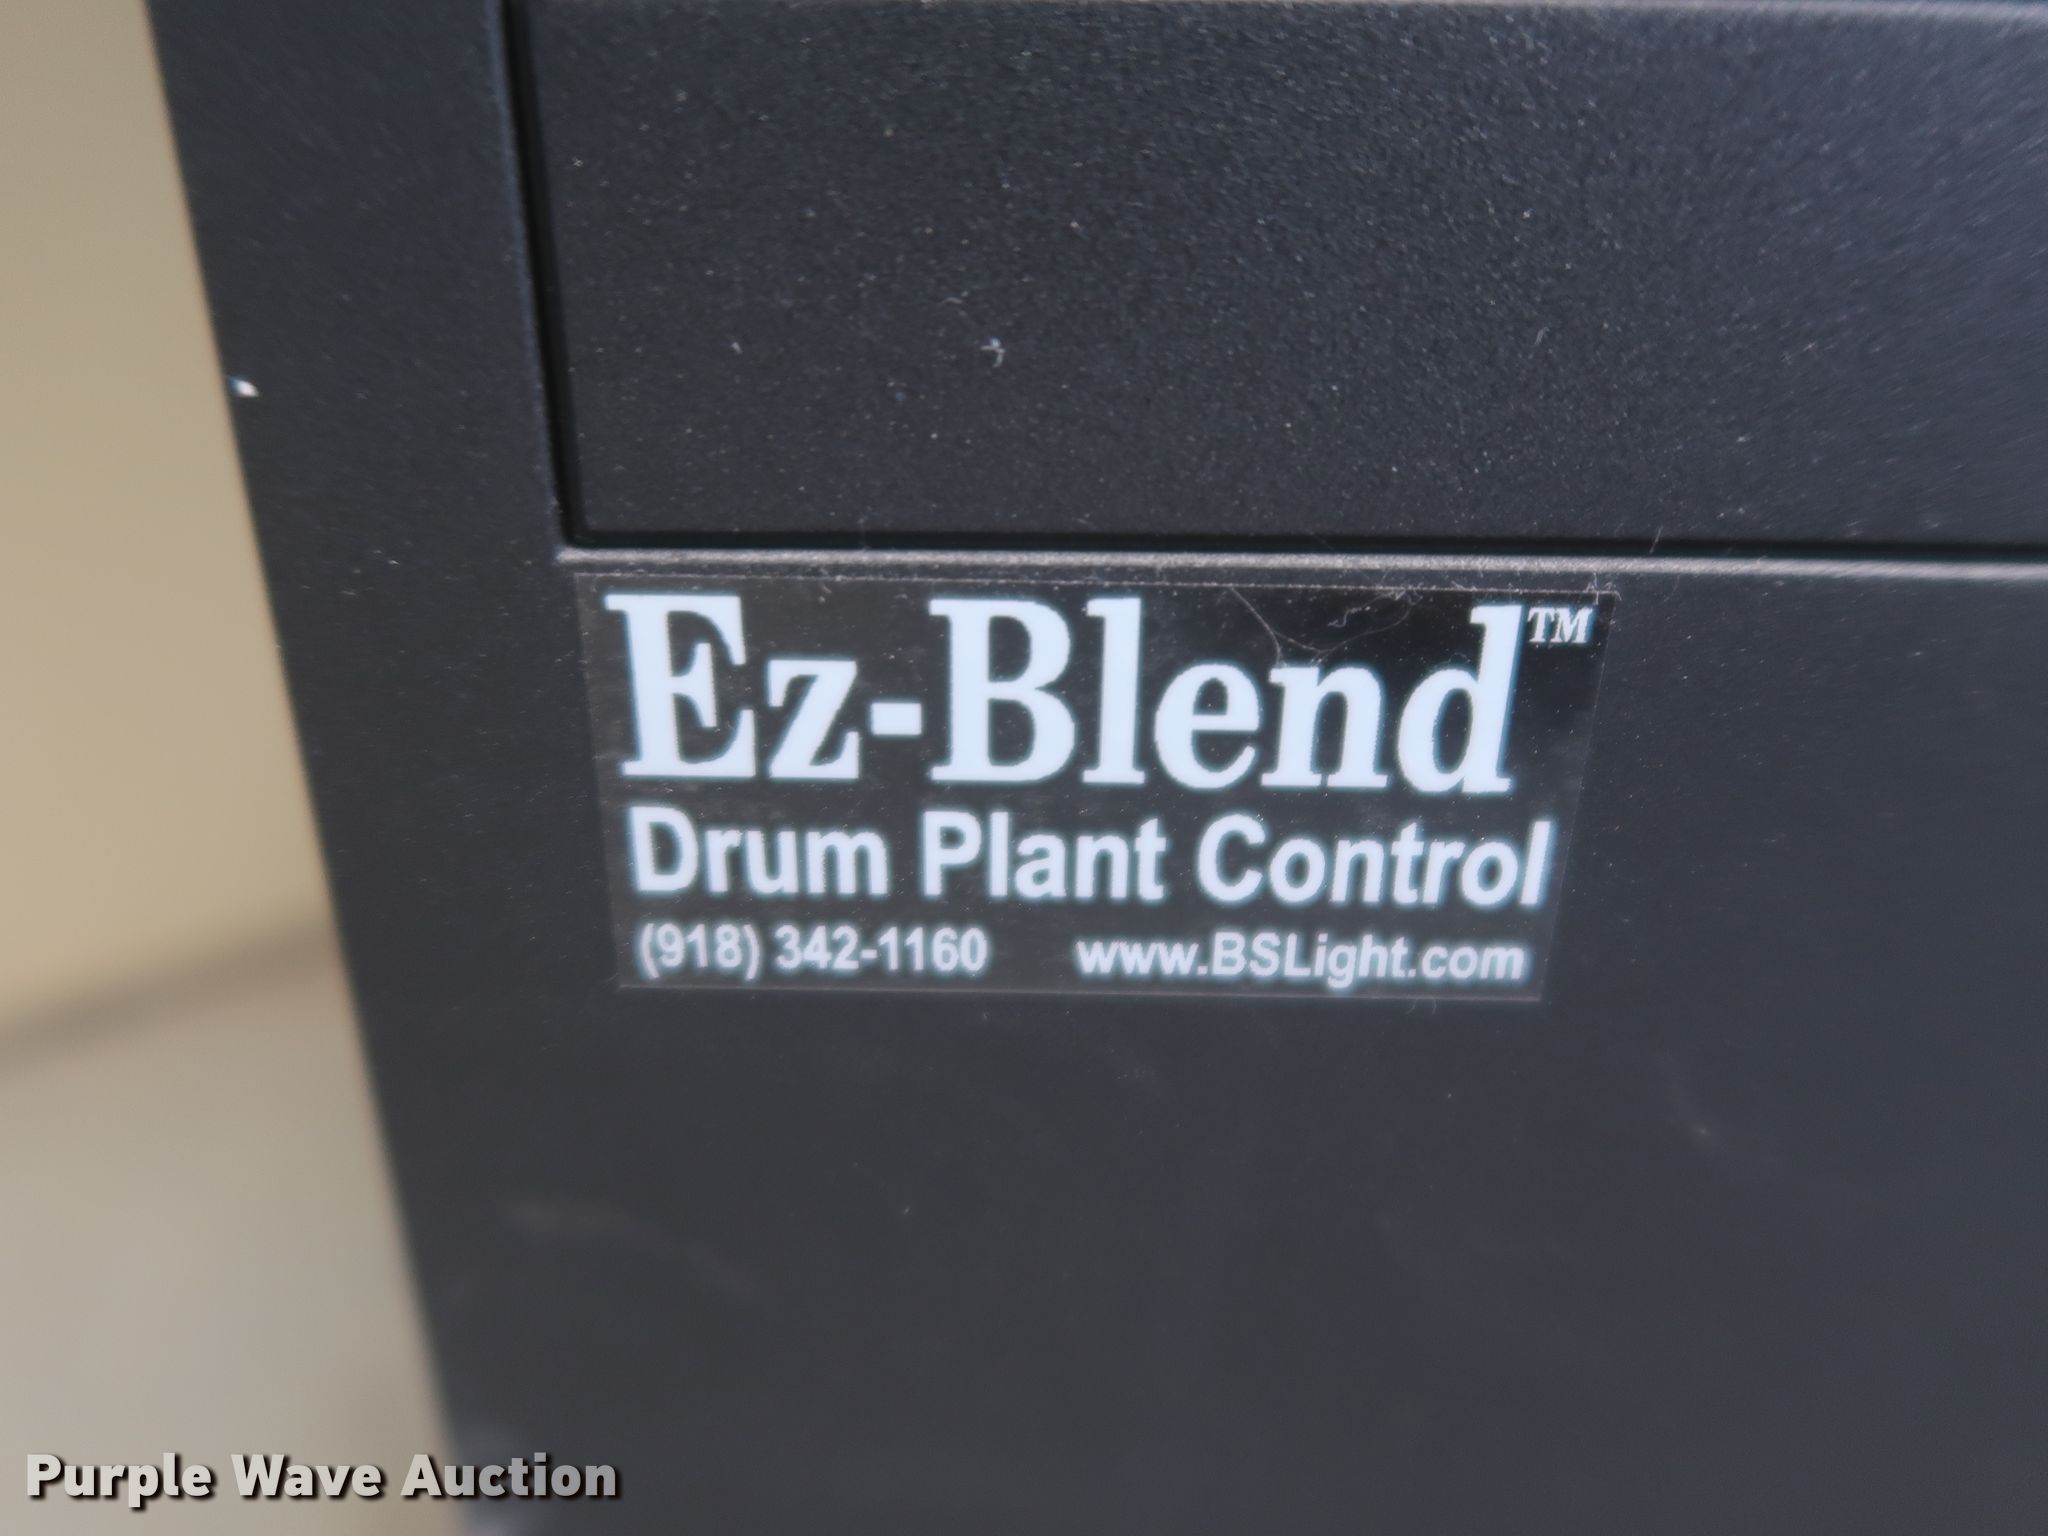 Ez-Blend™
Drum Plant Control
(918) 342-1160 www.BSLight.com
Purple Wave Auction